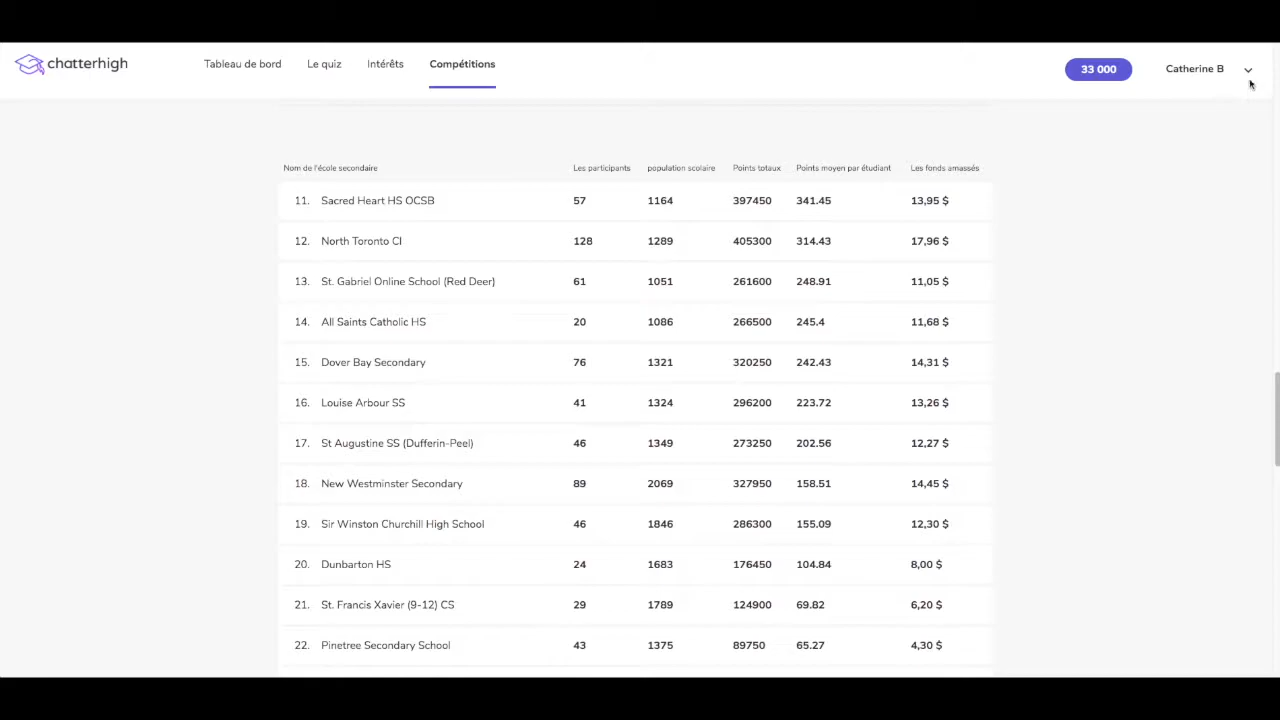 chatterhigh Tableau de bord Le quiz Intérêts Compétitions 33 000 Catherine B
Nom de l'école secondaire Les participants population scolaire Points totaux Points moyen par étudiant Les fonds amassés
11. Sacred Heart HS OCSB 57 1164 397450 341.45 13,95 $
12. North Toronto CI 128 1289 405300 314.43 17,96 $
13. St. Gabriel Online School (Red Deer) 61 1051 261600 248.91 11,05 $
14. All Saints Catholic HS 20 1086 266500 245.4 11,68 $
15. Dover Bay Secondary 76 1321 320250 242.43 14,31 $
16. Louise Arbour SS 41 1324 296200 223.72 13,26 $
17. St Augustine SS (Dufferin-Peel) 46 1349 273250 202.56 12,27 $
18. New Westminster Secondary 89 2069 327950 158.51 14,45 $
19. Sir Winston Churchill High School 46 1846 286300 155.09 12,30 $
20. Dunbarton HS 24 1683 176450 104.84 8,00 $
21. St. Francis Xavier (9-12) CS 29 1789 124900 69.82 6,20 $
22. Pinetree Secondary School 43 1375 89750 65.27 4,30 $